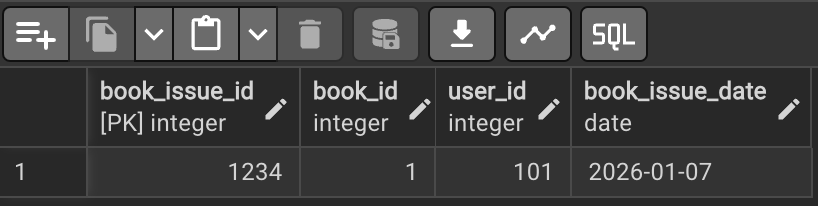 SQL
book_issue_id book_id user_id book_issue_date
[PK] integer integer integer date
1 1234 1 101 2026-01-07